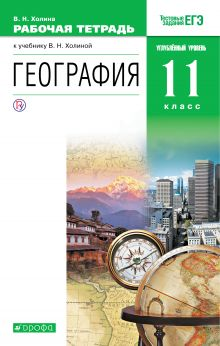 В. Н. Холина
РАБОЧАЯ ТЕТРАДЬ
к учебнику В. Н. Холиной
Тестовые задания ЕГЭ
ГЕОГРАФИЯ
УГЛУБЛЁННЫЙ УРОВЕНЬ
11
КЛАСС
дрофа